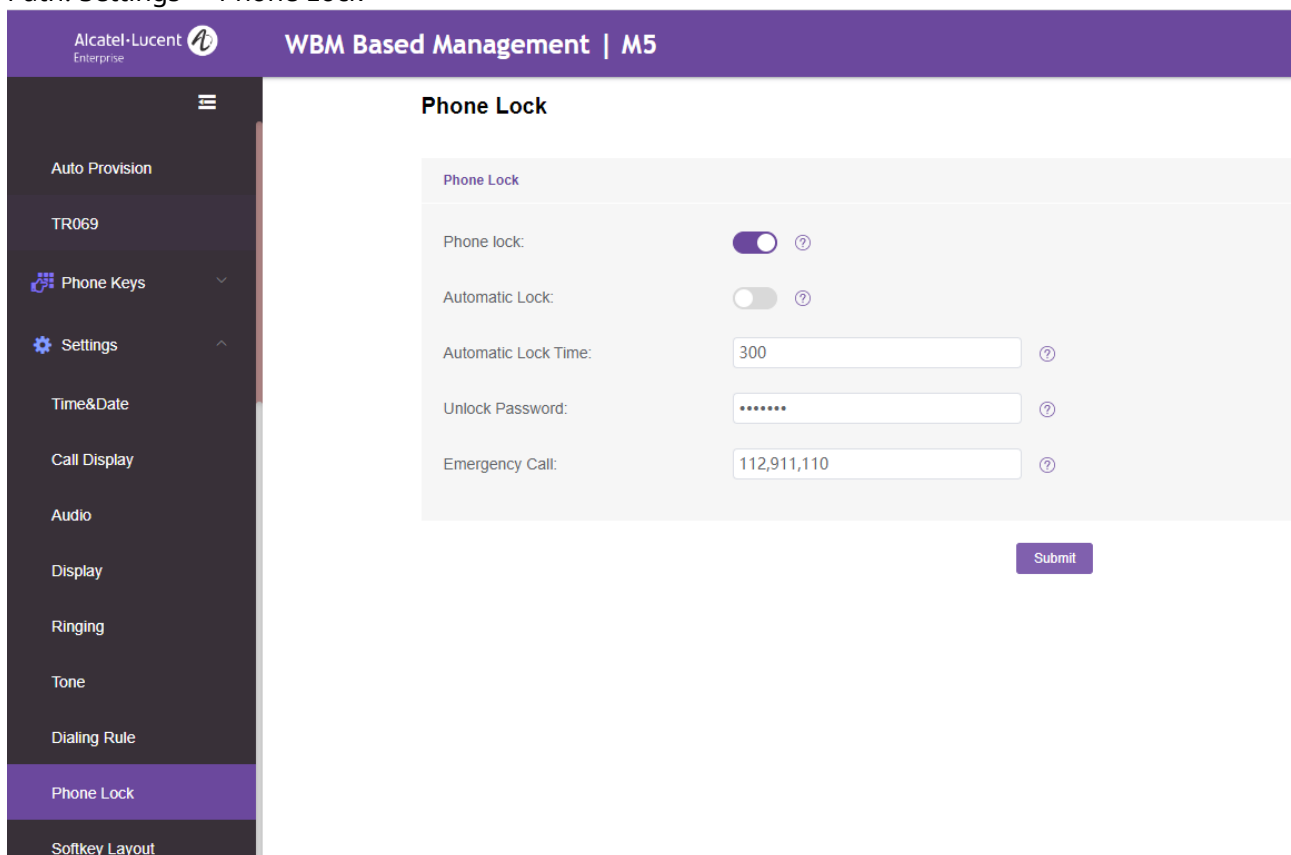 Alcatel·Lucent
Enterprise
WBM Based Management | M5
Phone Lock
Auto Provision
TR069
Phone Keys
Settings
Time&Date
Call Display
Audio
Display
Ringing
Tone
Dialing Rule
Phone Lock
Softkey Layout
Phone Lock
Phone lock:
Automatic Lock:
Automatic Lock Time: 300
Unlock Password: •••••••
Emergency Call: 112,911,110
Submit